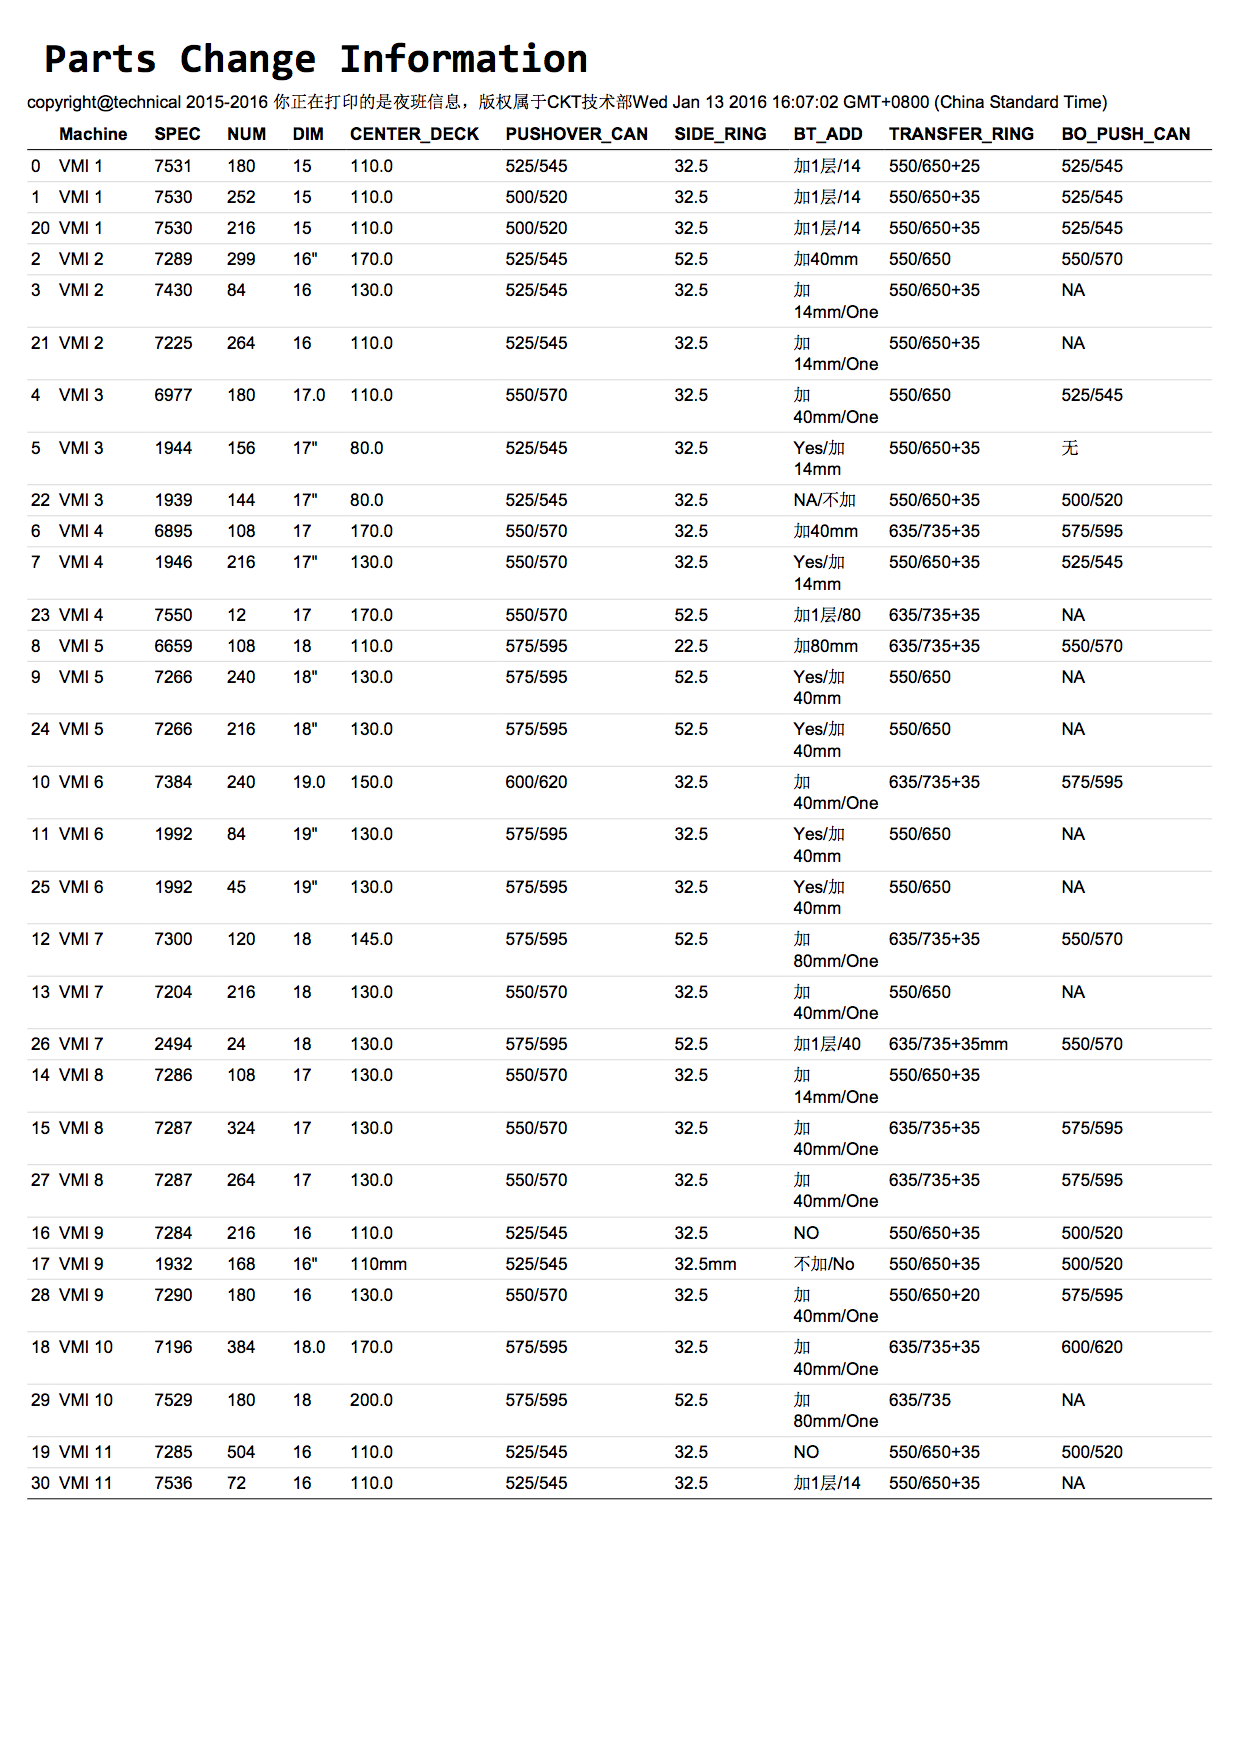 Parts Change Information
copyright@technical 2015-2016 你正在打印的是夜班信息，版权属于CKT技术部Wed Jan 13 2016 16:07:02 GMT+0800 (China Standard Time)
Machine SPEC NUM DIM CENTER_DECK PUSHOVER_CAN SIDE_RING BT_ADD TRANSFER_RING BO_PUSH_CAN
0 VMI 1 7531 180 15 110.0 525/545 32.5 加1层/14 550/650+25 525/545
1 VMI 1 7530 252 15 110.0 500/520 32.5 加1层/14 550/650+35 525/545
20 VMI 1 7530 216 15 110.0 500/520 32.5 加1层/14 550/650+35 525/545
2 VMI 2 7289 299 16" 170.0 525/545 52.5 加40mm 550/650 550/570
3 VMI 2 7430 84 16 130.0 525/545 32.5 加 550/650+35 NA
14mm/One
21 VMI 2 7225 264 16 110.0 525/545 32.5 加 550/650+35 NA
14mm/One
4 VMI 3 6977 180 17.0 110.0 550/570 32.5 加 550/650 525/545
40mm/One
5 VMI 3 1944 156 17" 80.0 525/545 32.5 Yes/加 550/650+35 无
14mm
22 VMI 3 1939 144 17" 80.0 525/545 32.5 NA/不加 550/650+35 500/520
6 VMI 4 6895 108 17 170.0 550/570 32.5 加40mm 635/735+35 575/595
7 VMI 4 1946 216 17" 130.0 550/570 32.5 Yes/加 550/650+35 525/545
14mm
23 VMI 4 7550 12 17 170.0 550/570 52.5 加1层/80 635/735+35 NA
8 VMI 5 6659 108 18 110.0 575/595 22.5 加80mm 635/735+35 550/570
9 VMI 5 7266 240 18" 130.0 575/595 52.5 Yes/加 550/650 NA
40mm
24 VMI 5 7266 216 18" 130.0 575/595 52.5 Yes/加 550/650 NA
40mm
10 VMI 6 7384 240 19.0 150.0 600/620 32.5 加 635/735+35 575/595
40mm/One
11 VMI 6 1992 84 19" 130.0 575/595 32.5 Yes/加 550/650 NA
40mm
25 VMI 6 1992 45 19" 130.0 575/595 32.5 Yes/加 550/650 NA
40mm
12 VMI 7 7300 120 18 145.0 575/595 52.5 加 635/735+35 550/570
80mm/One
13 VMI 7 7204 216 18 130.0 550/570 32.5 加 550/650 NA
40mm/One
26 VMI 7 2494 24 18 130.0 575/595 52.5 加1层/40 635/735+35mm 550/570
14 VMI 8 7286 108 17 130.0 550/570 32.5 加 550/650+35
14mm/One
15 VMI 8 7287 324 17 130.0 550/570 32.5 加 635/735+35 575/595
40mm/One
27 VMI 8 7287 264 17 130.0 550/570 32.5 加 635/735+35 575/595
40mm/One
16 VMI 9 7284 216 16 110.0 525/545 32.5 NO 550/650+35 500/520
17 VMI 9 1932 168 16" 110mm 525/545 32.5mm 不加/No 550/650+35 500/520
28 VMI 9 7290 180 16 130.0 550/570 32.5 加 550/650+20 575/595
40mm/One
18 VMI 10 7196 384 18.0 170.0 575/595 32.5 加 635/735+35 600/620
40mm/One
29 VMI 10 7529 180 18 200.0 575/595 52.5 加 635/735 NA
80mm/One
19 VMI 11 7285 504 16 110.0 525/545 32.5 NO 550/650+35 500/520
30 VMI 11 7536 72 16 110.0 525/545 32.5 加1层/14 550/650+35 NA